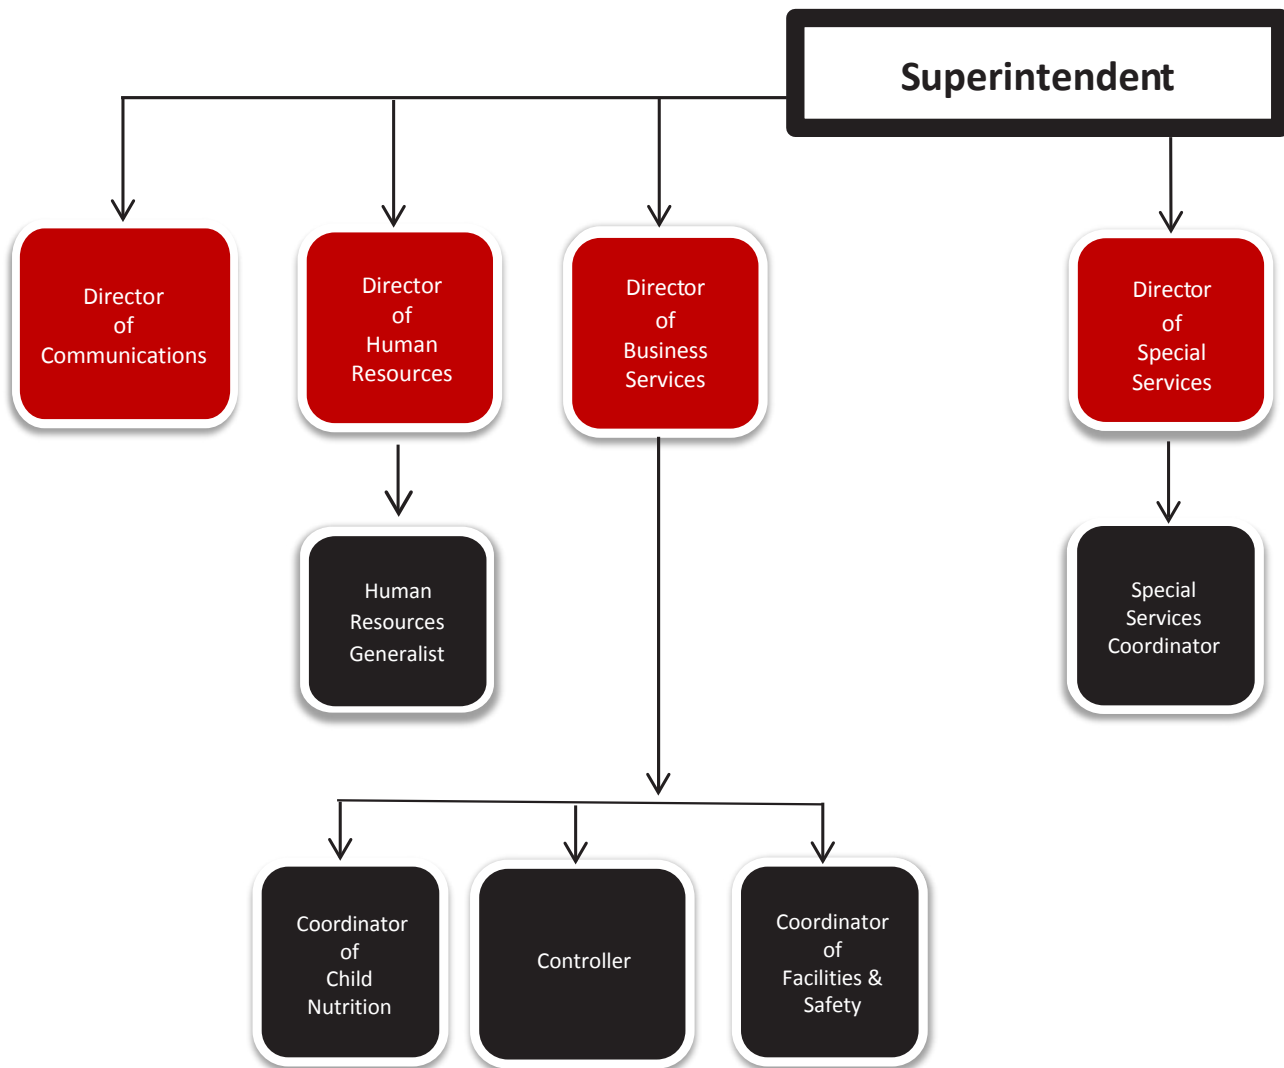 Superintendent
Director
of
Communications
Director
of
Human
Resources
Director
of
Business
Services
Director
of
Special
Services
Human
Resources
Generalist
Special
Services
Coordinator
Coordinator
of
Child
Nutrition
Controller
Coordinator
of
Facilities &
Safety